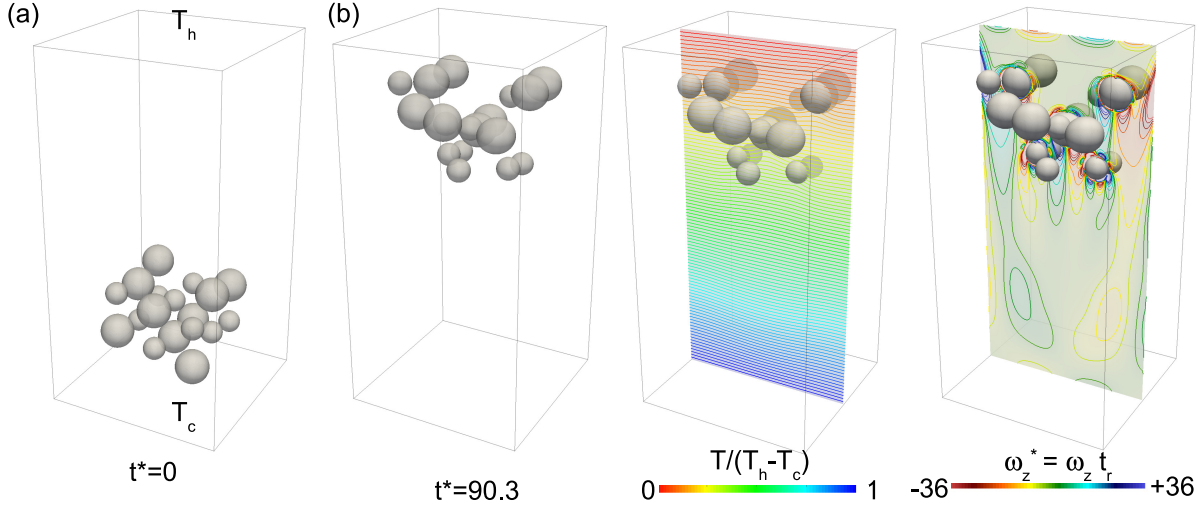 (a)
T_h
(b)
T_c
t*=0
t*=90.3
T/(T_h-T_c)
0 1
ω_z* = ω_z t_r
-36 +36